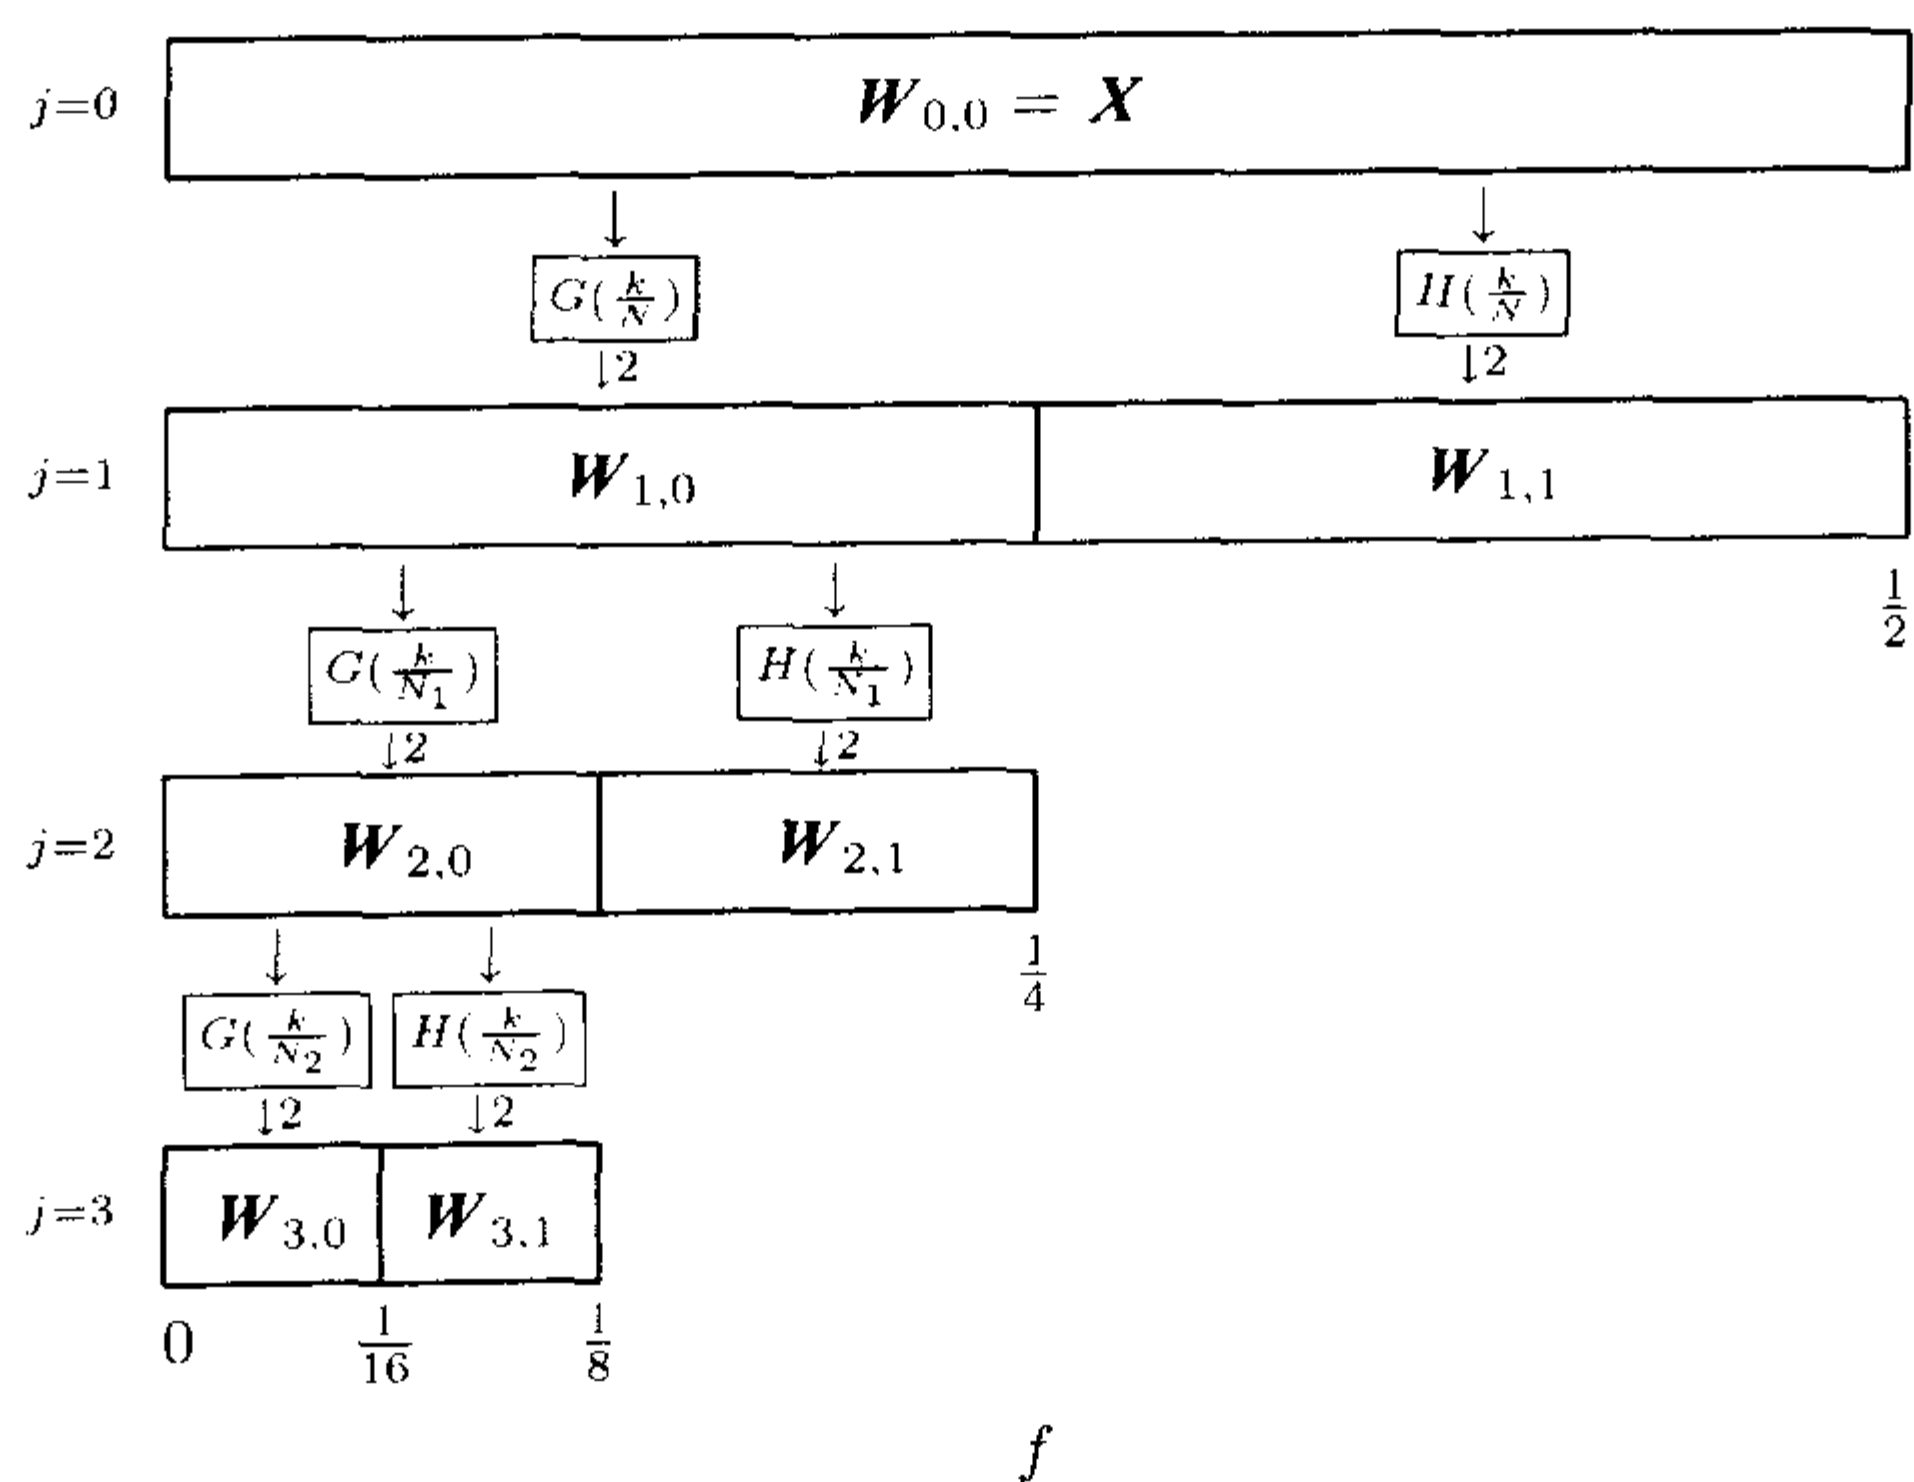 j=0 W0,0 = X
G(k/N) H(k/N)
↓2 ↓2
j=1 W1,0 W1,1
1/2
G(k/N1) H(k/N1)
↓2 ↓2
j=2 W2,0 W2,1
1/4
G(k/N2) H(k/N2)
↓2 ↓2
j=3 W3,0 W3,1
0 1/16 1/8
f